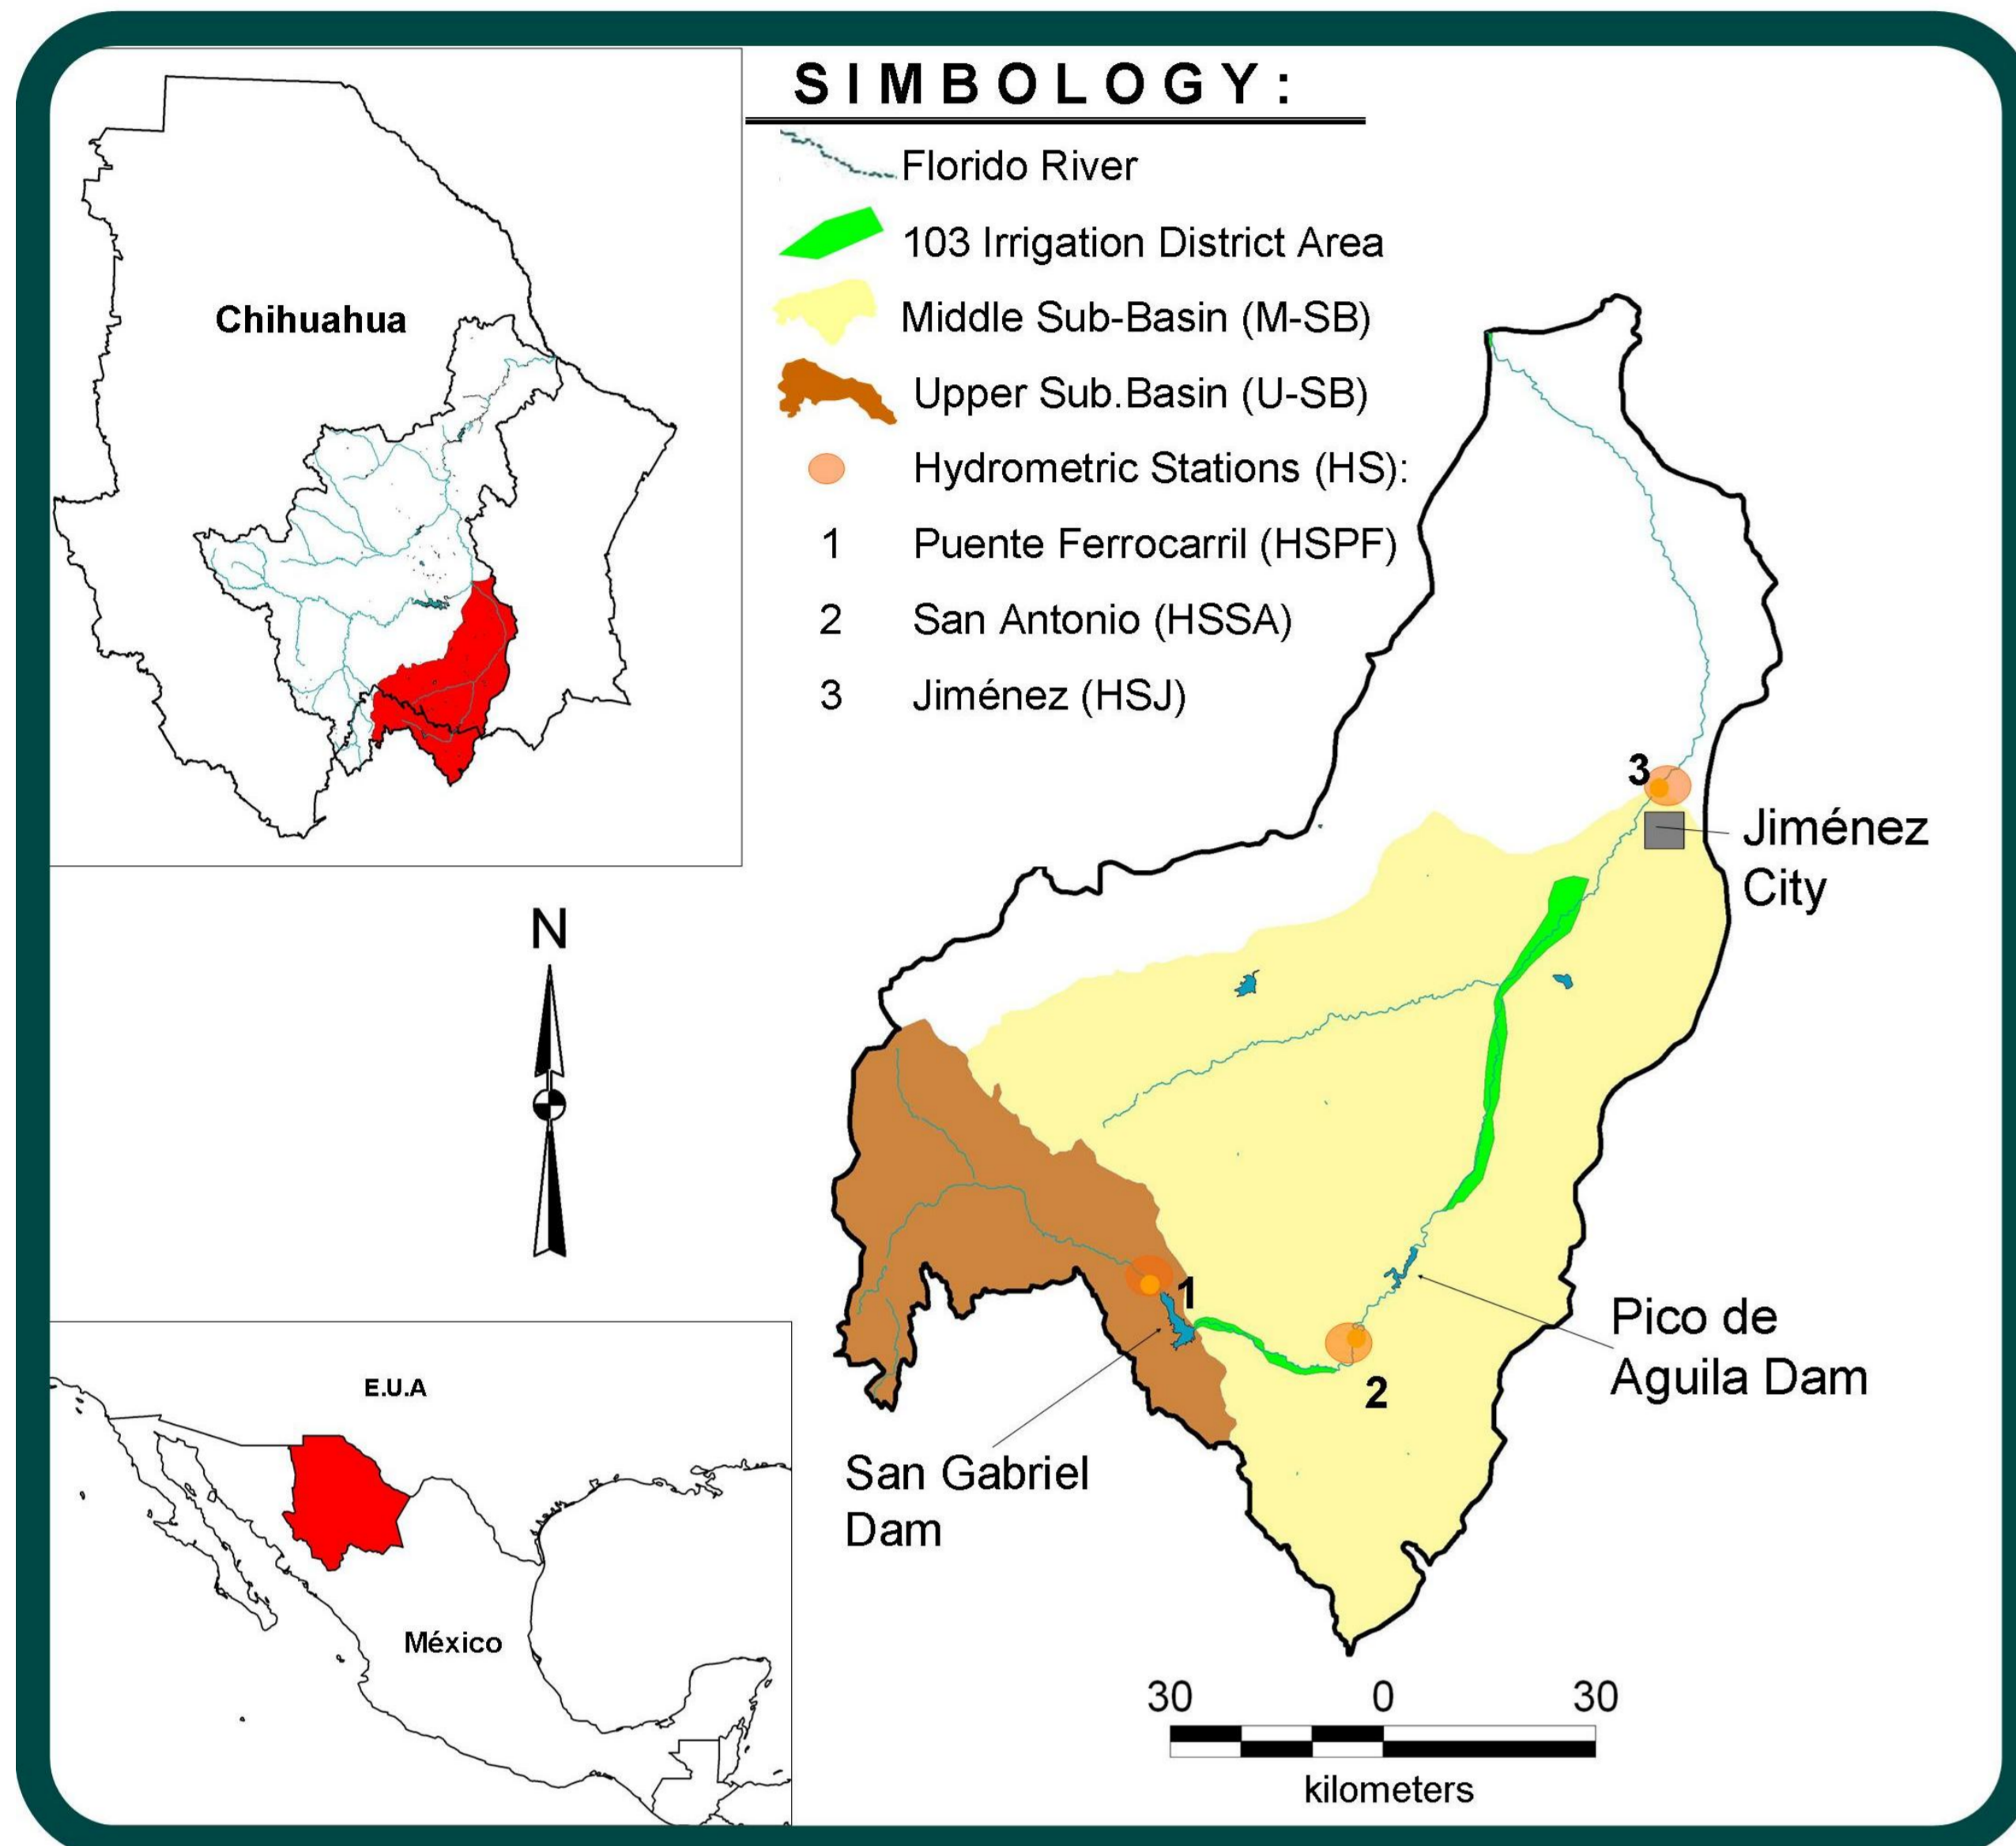 SIMBOLOGY:
Florido River
103 Irrigation District Area
Middle Sub-Basin (M-SB)
Upper Sub.Basin (U-SB)
Hydrometric Stations (HS):
1 Puente Ferrocarril (HSPF)
2 San Antonio (HSSA)
3 Jiménez (HSJ)
Chihuahua
N
E.U.A
México
3
Jiménez
City
1
2
Pico de
Aguila Dam
San Gabriel
Dam
30 0 30
kilometers